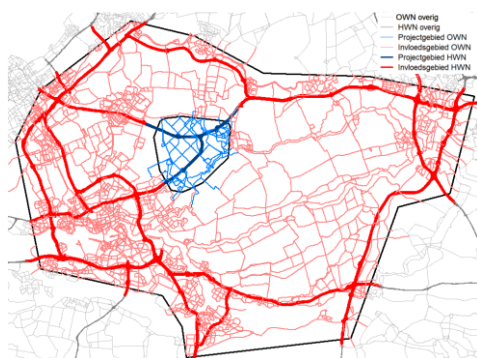 OWN overig
HWN overig
Projectgebied OWN
Invloedsgebied OWN
Projectgebied HWN
Invloedsgebied HWN